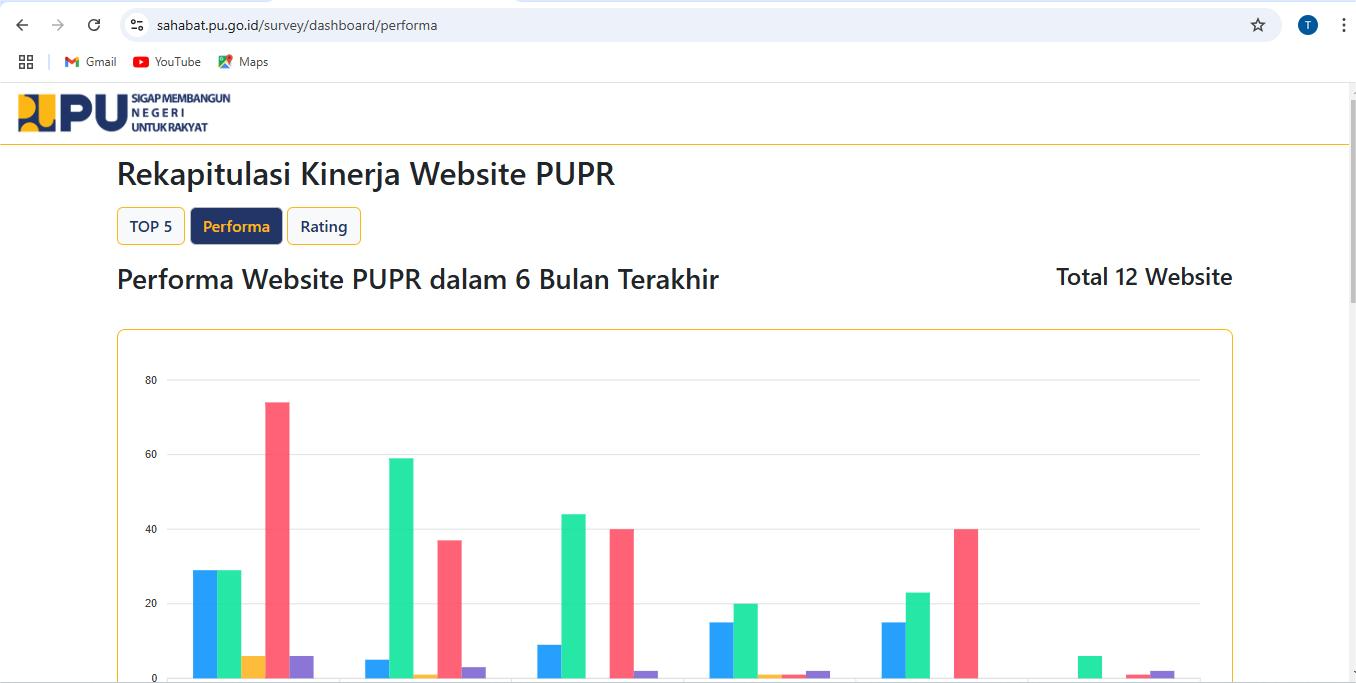 sahabat.pu.go.id/survey/dashboard/performa
T
Gmail YouTube Maps
PU SIGAP MEMBANGUN
NEGERI
UNTUK RAKYAT
Rekapitulasi Kinerja Website PUPR
TOP 5 Performa Rating
Performa Website PUPR dalam 6 Bulan Terakhir Total 12 Website
80
60
40
20
0